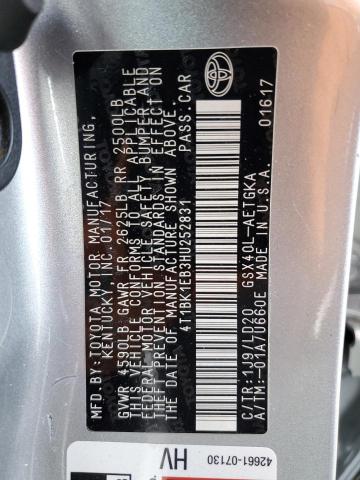 MFD. BY:TOYOTA MOTOR MANUFACTURING,
KENTUCKY, INC. 01/17
GVWR 4590LB GAWR FR 2625LB RR 2500LB
THIS VEHICLE CONFORMS TO ALL APPLICABLE
FEDERAL MOTOR VEHICLE SAFETY, BUMPER AND
THEFT PREVENTION STANDARDS IN EFFECT ON
THE DATE OF MANUFACTURE SHOWN ABOVE.
4T1BK1EB3HU252831 PASS.CAR
C/TR:1J09/LD20 GSX40L-AETGKA
A/TM:-01A/U660E MADE IN U.S.A. 01617
42661-07130
HV